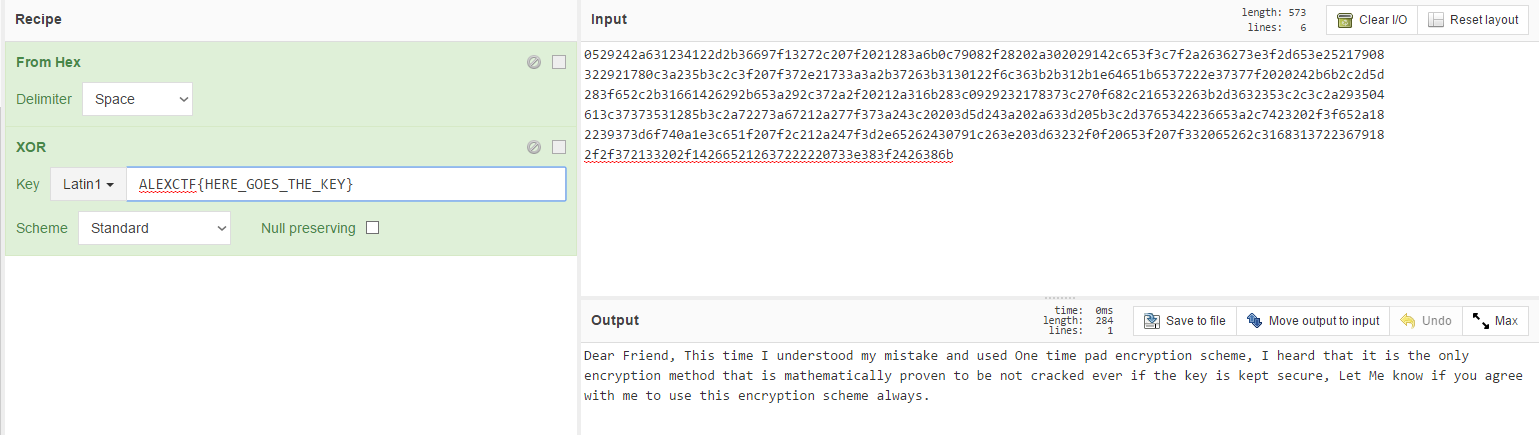 Recipe
From Hex
Delimiter Space
XOR
Key Latin1 ALEXCTF{HERE_GOES_THE_KEY}
Scheme Standard Null preserving
Input length: 573 lines: 6 Clear I/O Reset layout
0529242a631234122d2b36697f13272c207f2021283a6b0c79082f28202a302029142c653f3c7f2a2636273e3f2d653e25217908
322921780c3a235b3c2c3f207f372e21733a3a2b37263b3130122f6c363b2b312b1e64651b6537222e37377f2020242b6b2c2d5d
283f652c2b31661426292b653a292c372a2f20212a316b283c0929232178373c270f682c216532263b2d3632353c2c3c2a293504
613c37373531285b3c2a72273a67212a277f373a243c20203d5d243a202a633d205b3c2d3765342236653a2c7423202f3f652a18
2239373d6f740a1e3c651f207f2c212a247f3d2e65262430791c263e203d63232f0f20653f207f332065262c3168313722367918
2f2f372133202f142665212637222220733e383f2426386b
Output time: 0ms length: 284 lines: 1 Save to file Move output to input Undo Max
Dear Friend, This time I understood my mistake and used One time pad encryption scheme, I heard that it is the only
encryption method that is mathematically proven to be not cracked ever if the key is kept secure, Let Me know if you agree
with me to use this encryption scheme always.